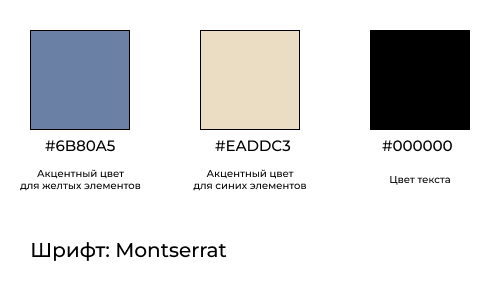 #6B80A5
#EADDC3
#000000
Акцентный цвет
для желтых элементов
Акцентный цвет
для синих элементов
Цвет текста
Шрифт: Montserrat